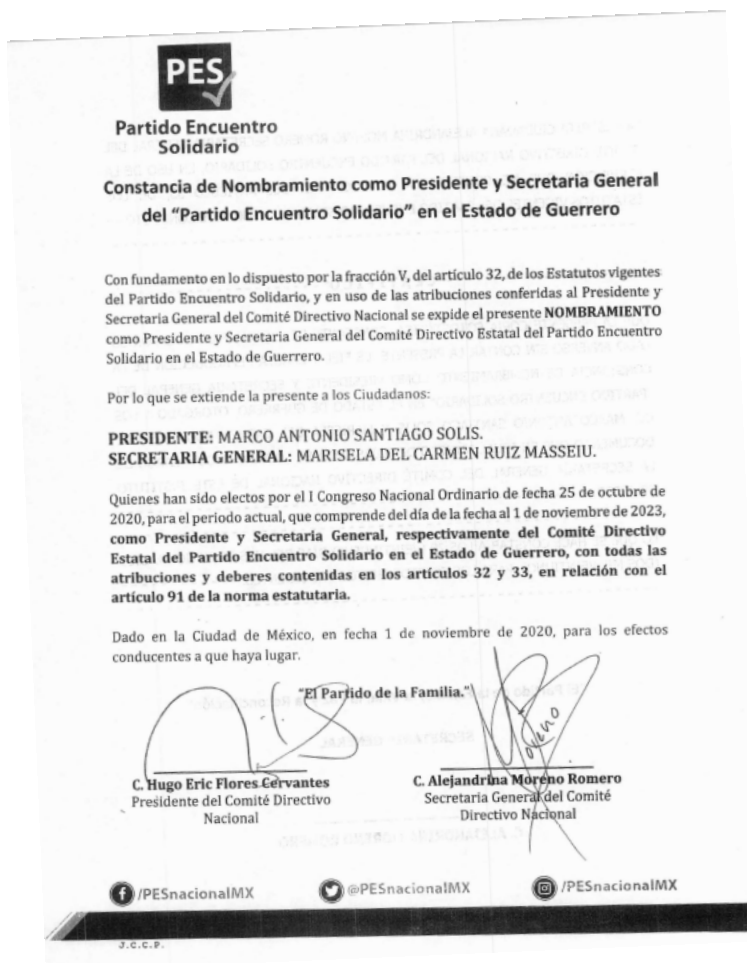 PES
Partido Encuentro
Solidario
Constancia de Nombramiento como Presidente y Secretaria General
del “Partido Encuentro Solidario” en el Estado de Guerrero
Con fundamento en lo dispuesto por la fracción V, del artículo 32, de los Estatutos vigentes
del Partido Encuentro Solidario, y en uso de las atribuciones conferidas al Presidente y
Secretaria General del Comité Directivo Nacional se expide el presente NOMBRAMIENTO
como Presidente y Secretaria General del Comité Directivo Estatal del Partido Encuentro
Solidario en el Estado de Guerrero.
Por lo que se extiende la presente a los Ciudadanos:
PRESIDENTE: MARCO ANTONIO SANTIAGO SOLIS.
SECRETARIA GENERAL: MARISELA DEL CARMEN RUIZ MASSEIU.
Quienes han sido electos por el I Congreso Nacional Ordinario de fecha 25 de octubre de
2020, para el periodo actual, que comprende del día de la fecha al 1 de noviembre de 2023,
como Presidente y Secretaria General, respectivamente del Comité Directivo
Estatal del Partido Encuentro Solidario en el Estado de Guerrero, con todas las
atribuciones y deberes contenidas en los artículos 32 y 33, en relación con el
artículo 91 de la norma estatutaria.
Dado en la Ciudad de México, en fecha 1 de noviembre de 2020, para los efectos
conducentes a que haya lugar.
“El Partido de la Familia.”
Moreno
C. Hugo Eric Flores Cervantes
Presidente del Comité Directivo
Nacional
C. Alejandrina Moreno Romero
Secretaria General del Comité
Directivo Nacional
/PESnacionalMX
@PESnacionalMX
/PESnacionalMX
J.C.C.P.